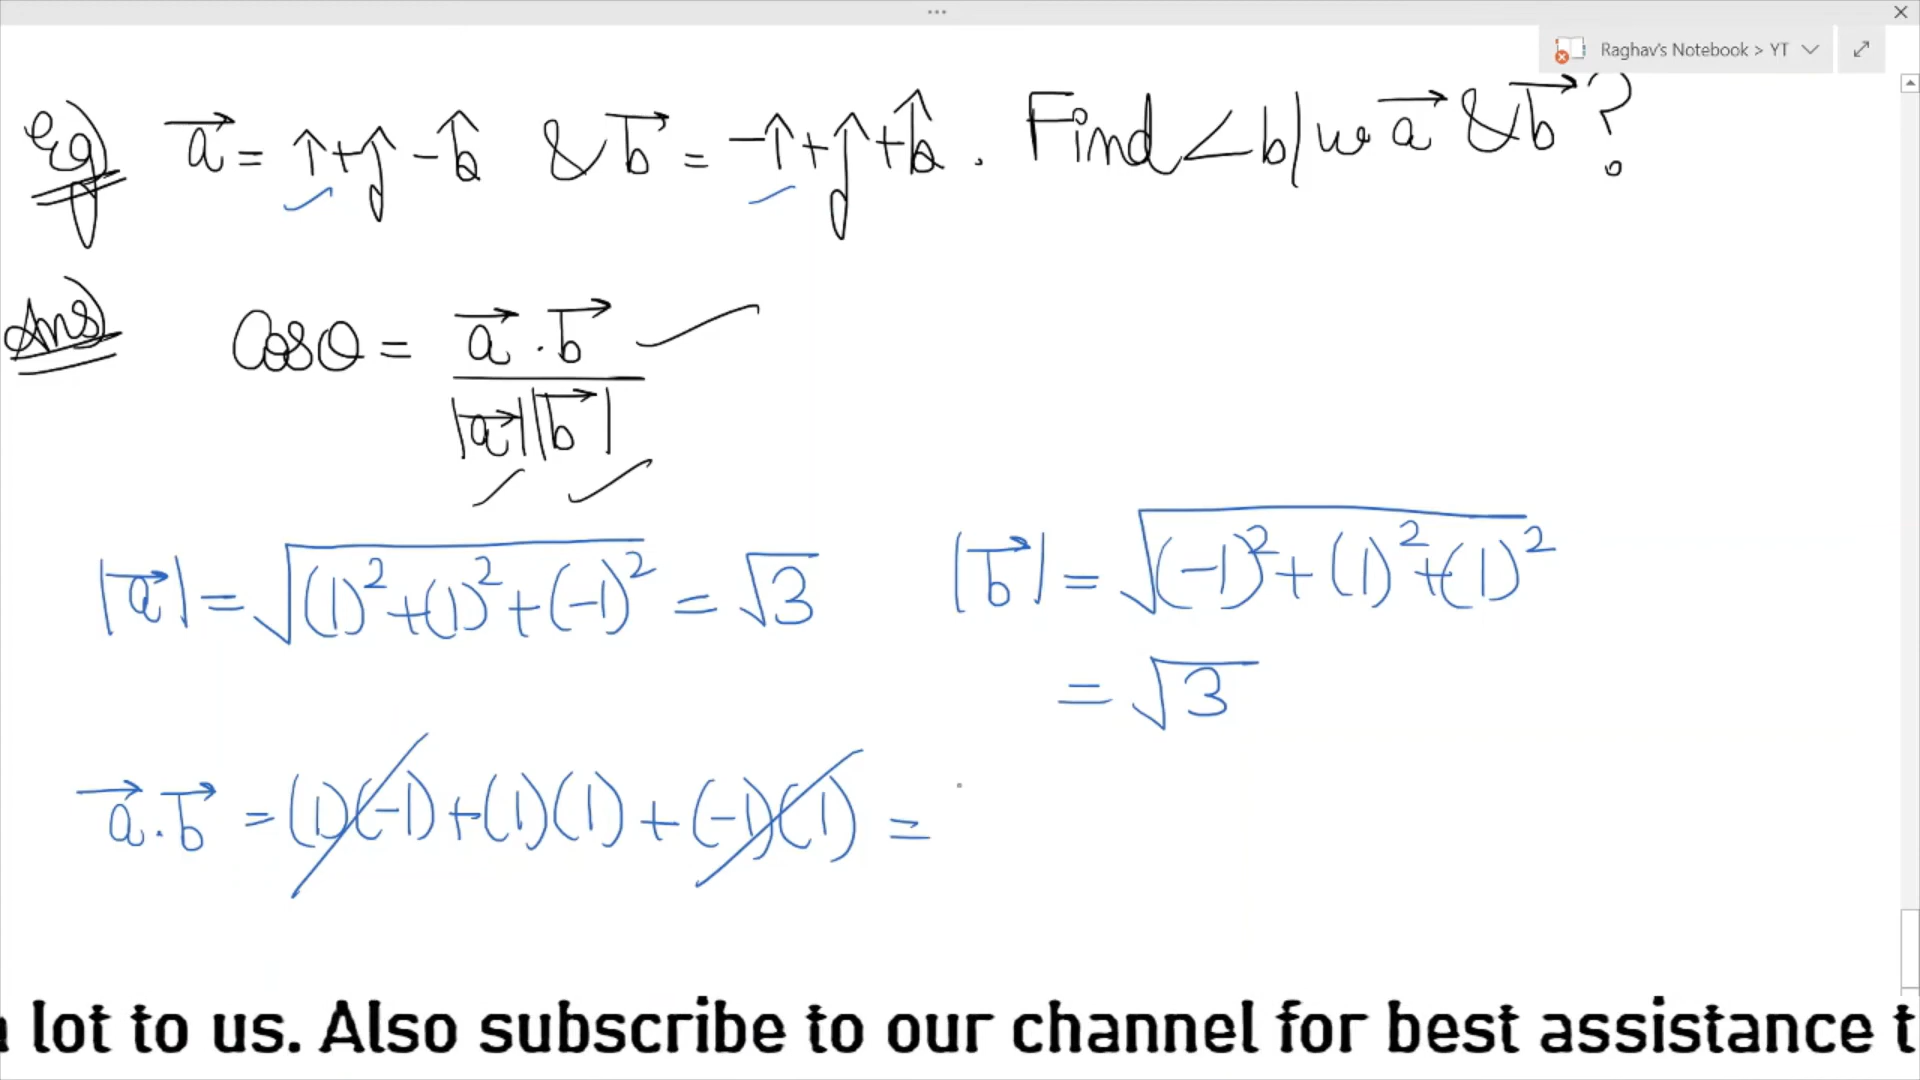 Raghav's Notebook > YT
Eg) a⃗ = î+ĵ-k̂ & b⃗ = -î+ĵ+k̂. Find ∠ b/w a⃗ & b⃗?
Ans) Cosθ = a⃗.b⃗ / |a⃗||b⃗|
|a⃗| = √((1)²+(1)²+(-1)²) = √3
|b⃗| = √((-1)²+(1)²+(1)²)
= √3
a⃗.b⃗ = (1)(-1)+(1)(1)+(-1)(1) =
lot to us. Also subscribe to our channel for best assistance t